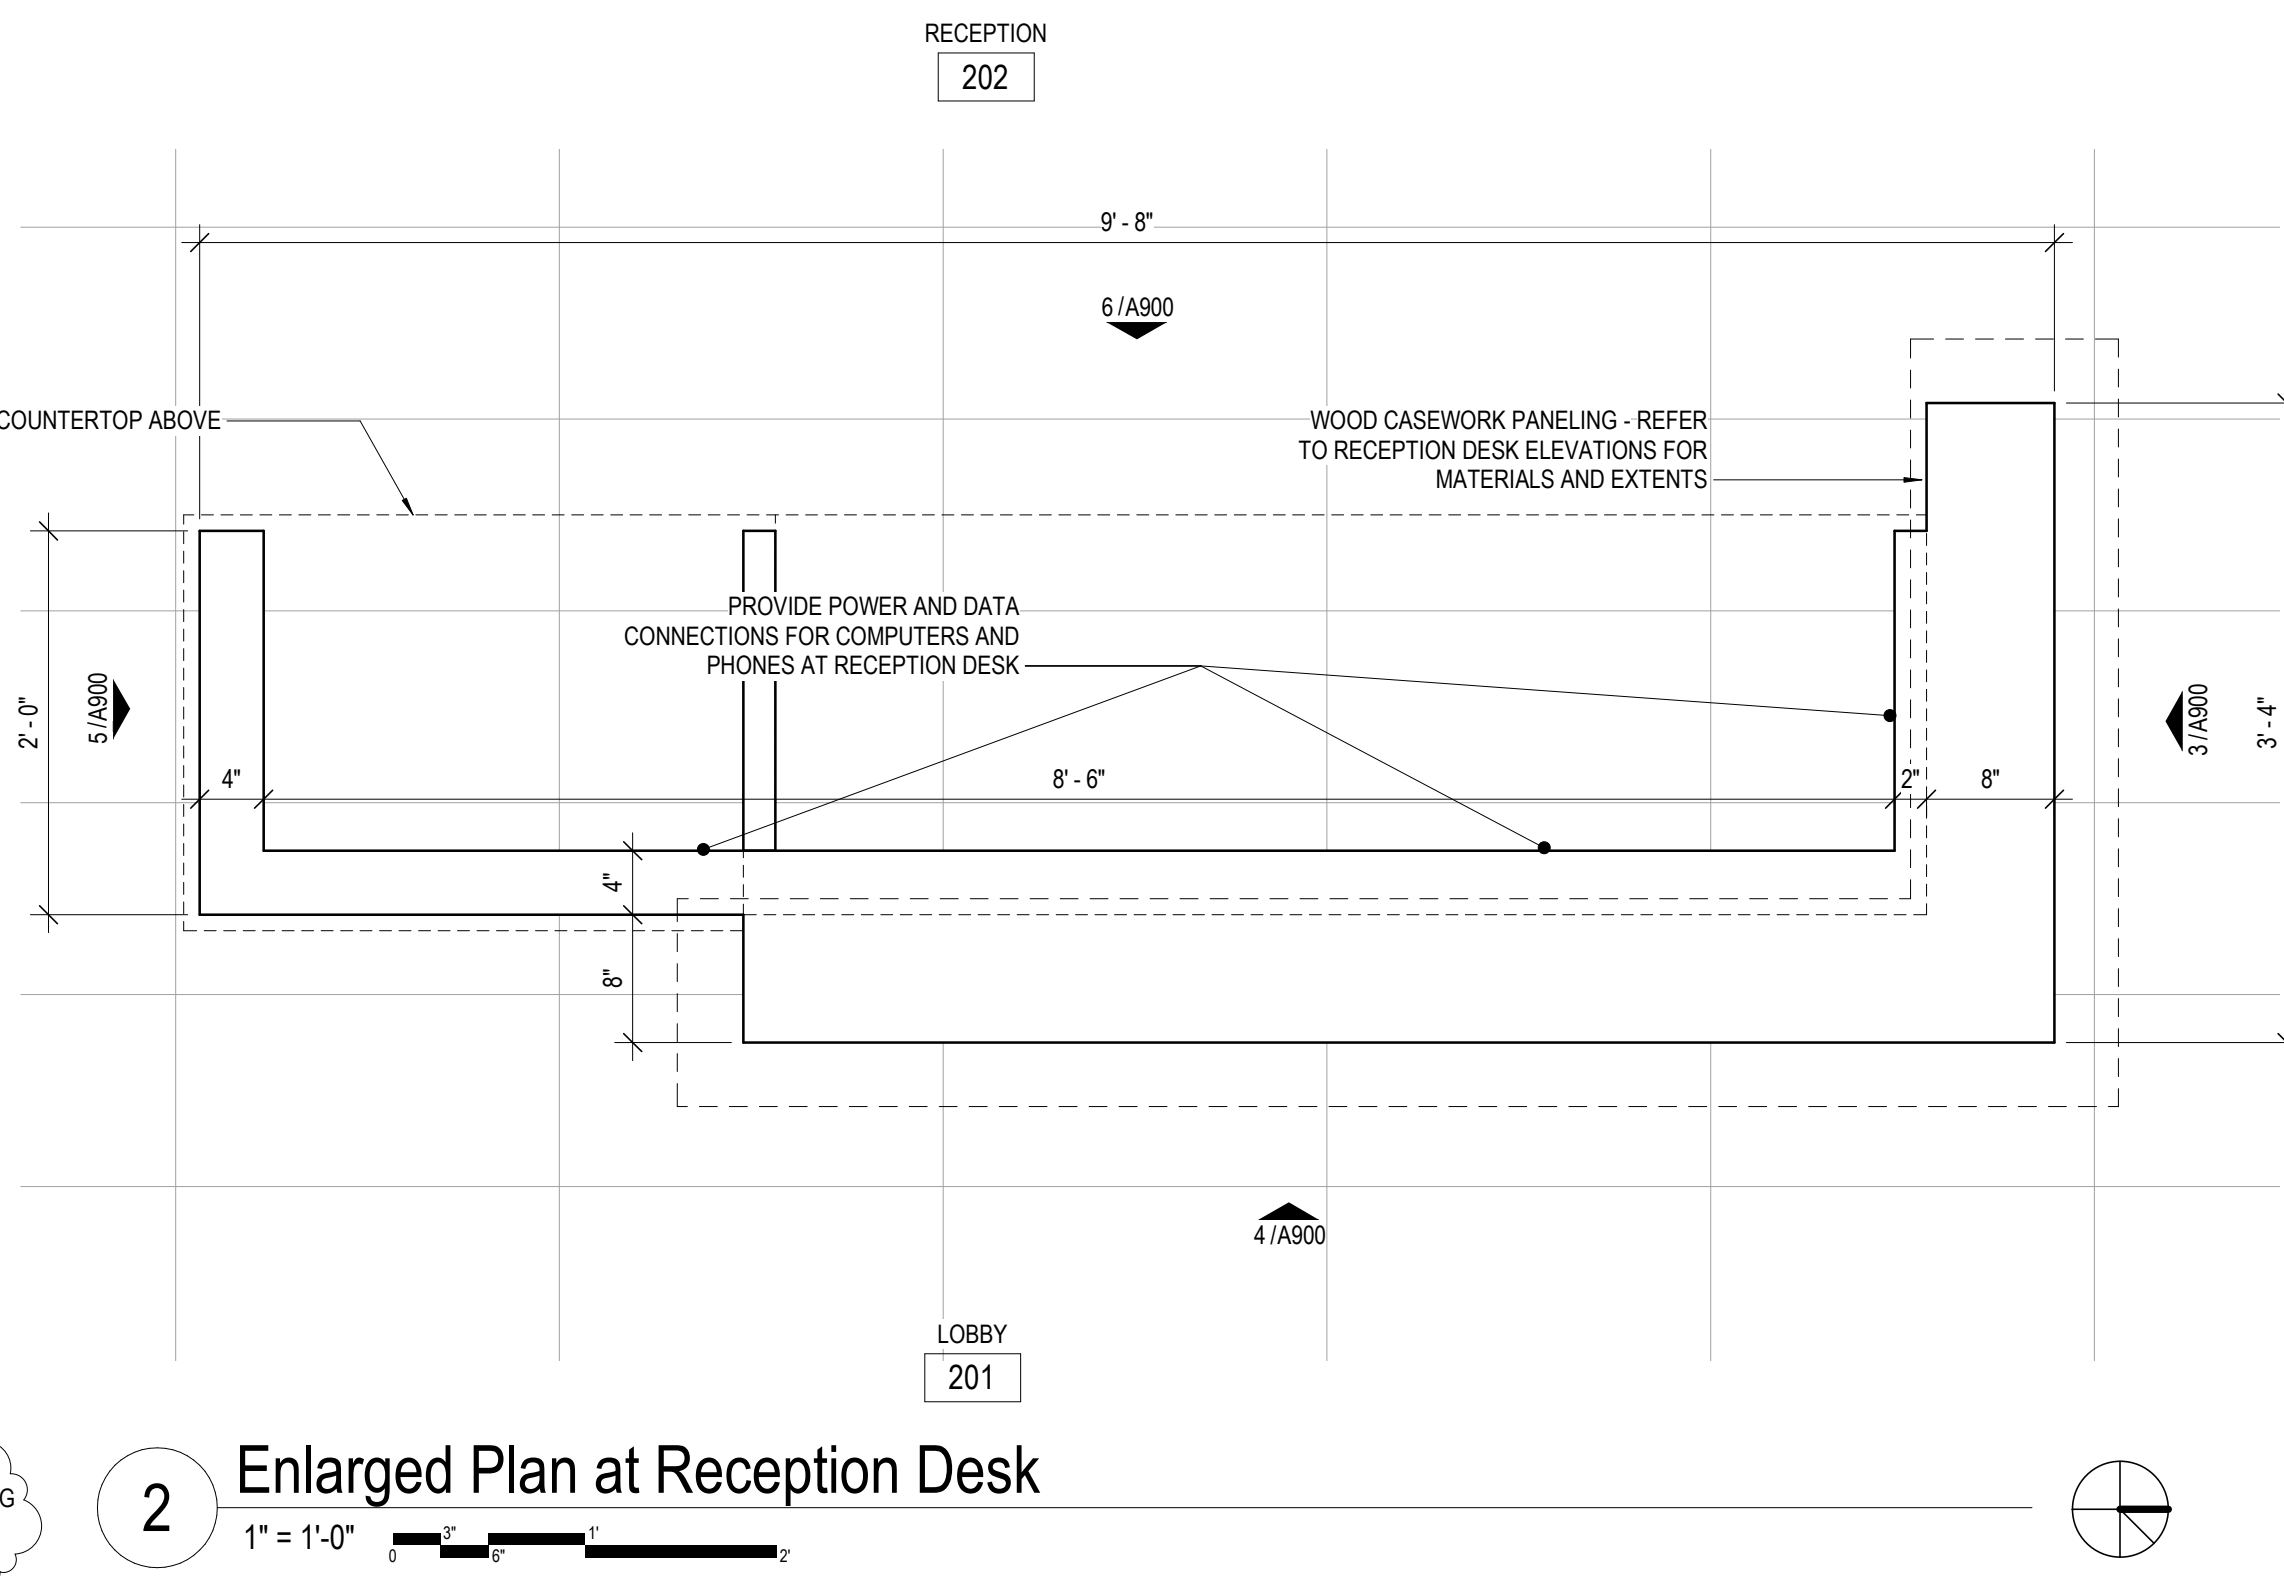 RECEPTION
202
9' - 8"
6 / A900
COUNTERTOP ABOVE
WOOD CASEWORK PANELING - REFER
TO RECEPTION DESK ELEVATIONS FOR
MATERIALS AND EXTENTS
PROVIDE POWER AND DATA
CONNECTIONS FOR COMPUTERS AND
PHONES AT RECEPTION DESK
2' - 0"
5 / A900
3 / A900
3' - 4"
4"
8' - 6"
2"
8"
4"
8"
4 / A900
LOBBY
201
G
2
Enlarged Plan at Reception Desk
1" = 1'-0"
0
3"
6"
1'
2'